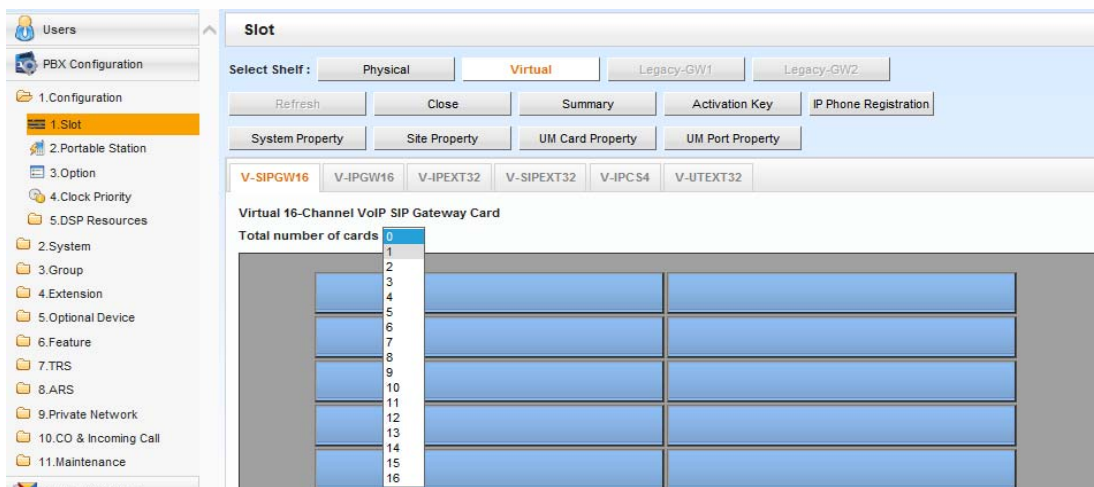 Users
PBX Configuration
1.Configuration
1.Slot
2.Portable Station
3.Option
4.Clock Priority
5.DSP Resources
2.System
3.Group
4.Extension
5.Optional Device
6.Feature
7.TRS
8.ARS
9.Private Network
10.CO & Incoming Call
11.Maintenance
Slot
Select Shelf : Physical Virtual Legacy-GW1 Legacy-GW2
Refresh Close Summary Activation Key IP Phone Registration
System Property Site Property UM Card Property UM Port Property
V-SIPGW16 V-IPGW16 V-IPEXT32 V-SIPEXT32 V-IPCS4 V-UTEXT32
Virtual 16-Channel VoIP SIP Gateway Card
Total number of cards 0
1
2
3
4
5
6
7
8
9
10
11
12
13
14
15
16